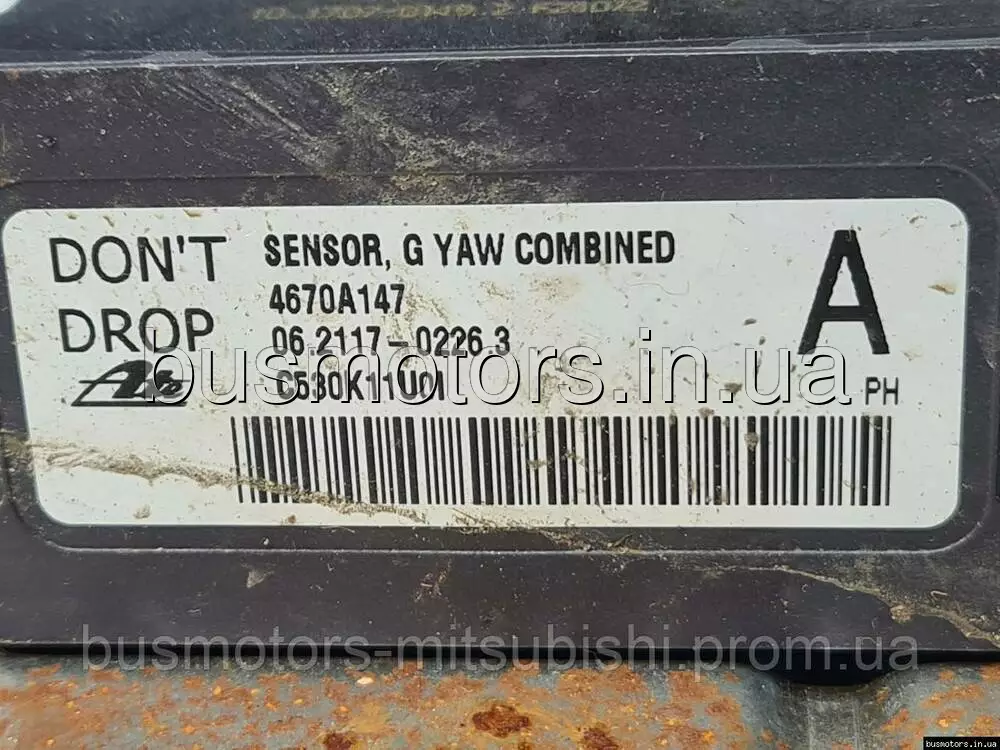 DON'T
DROP
Ate
SENSOR, G YAW COMBINED
4670A147
06.2117-0226.3
A
PH
busmotors.in.ua
busmotors-mitsubishi.prom.ua
busmotors.in.ua